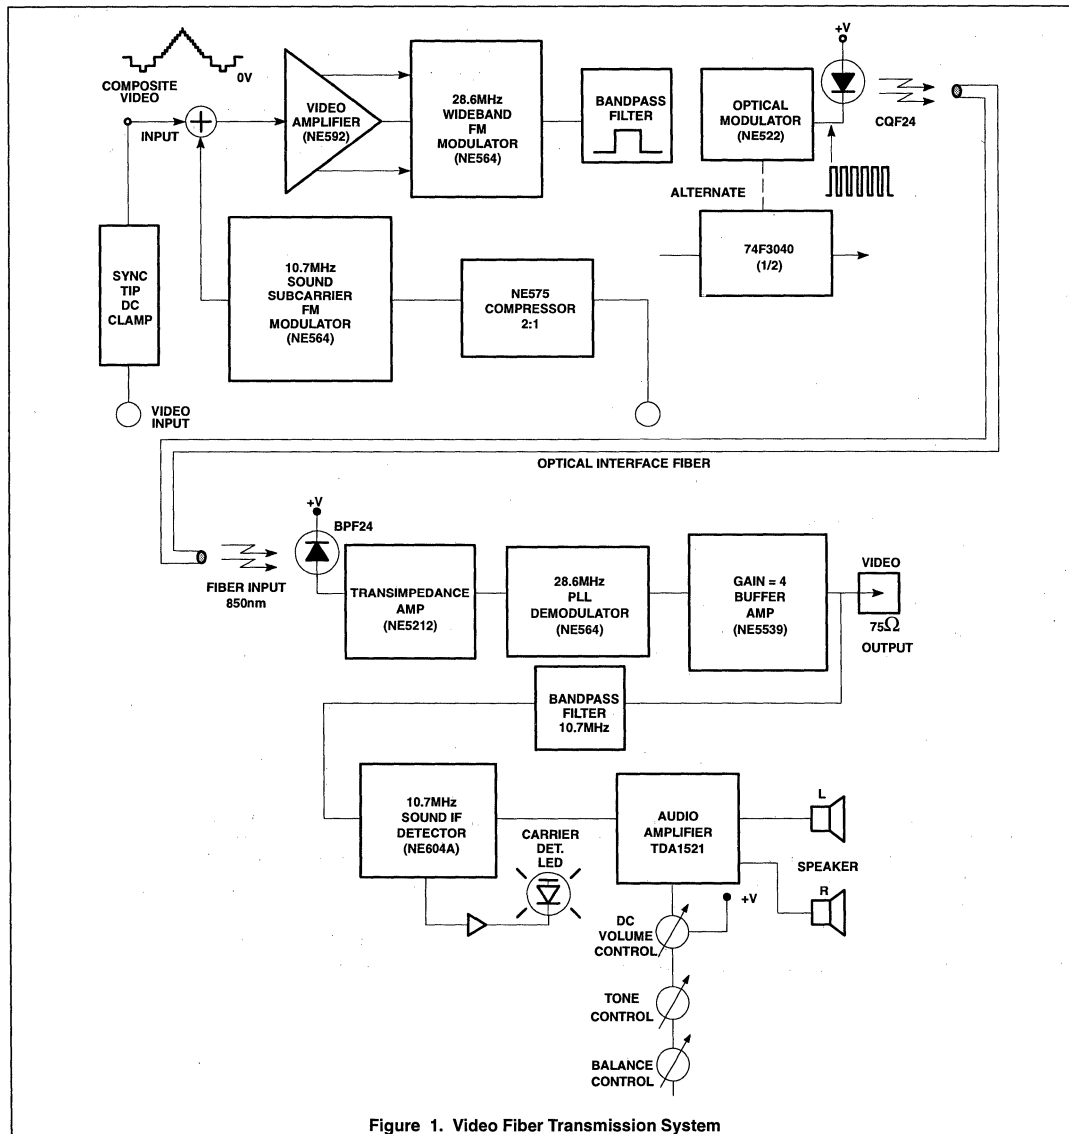 COMPOSITE
VIDEO
0V
INPUT
VIDEO
AMPLIFIER
(NE592)
28.6MHz
WIDEBAND
FM
MODULATOR
(NE564)
BANDPASS
FILTER
OPTICAL
MODULATOR
(NE522)
+V
CQF24
ALTERNATE
74F3040
(1/2)
SYNC
TIP
DC
CLAMP
10.7MHz
SOUND
SUBCARRIER
FM
MODULATOR
(NE564)
NE575
COMPRESSOR
2:1
VIDEO
INPUT
OPTICAL INTERFACE FIBER
+V
BPF24
FIBER INPUT
850nm
TRANSIMPEDANCE
AMP
(NE5212)
28.6MHz
PLL
DEMODULATOR
(NE564)
GAIN = 4
BUFFER
AMP
(NE5539)
VIDEO
75Ω
OUTPUT
BANDPASS
FILTER
10.7MHz
10.7MHz
SOUND IF
DETECTOR
(NE604A)
CARRIER
DET.
LED
AUDIO
AMPLIFIER
TDA1521
L
SPEAKER
R
+V
DC
VOLUME
CONTROL
TONE
CONTROL
BALANCE
CONTROL
Figure 1. Video Fiber Transmission System